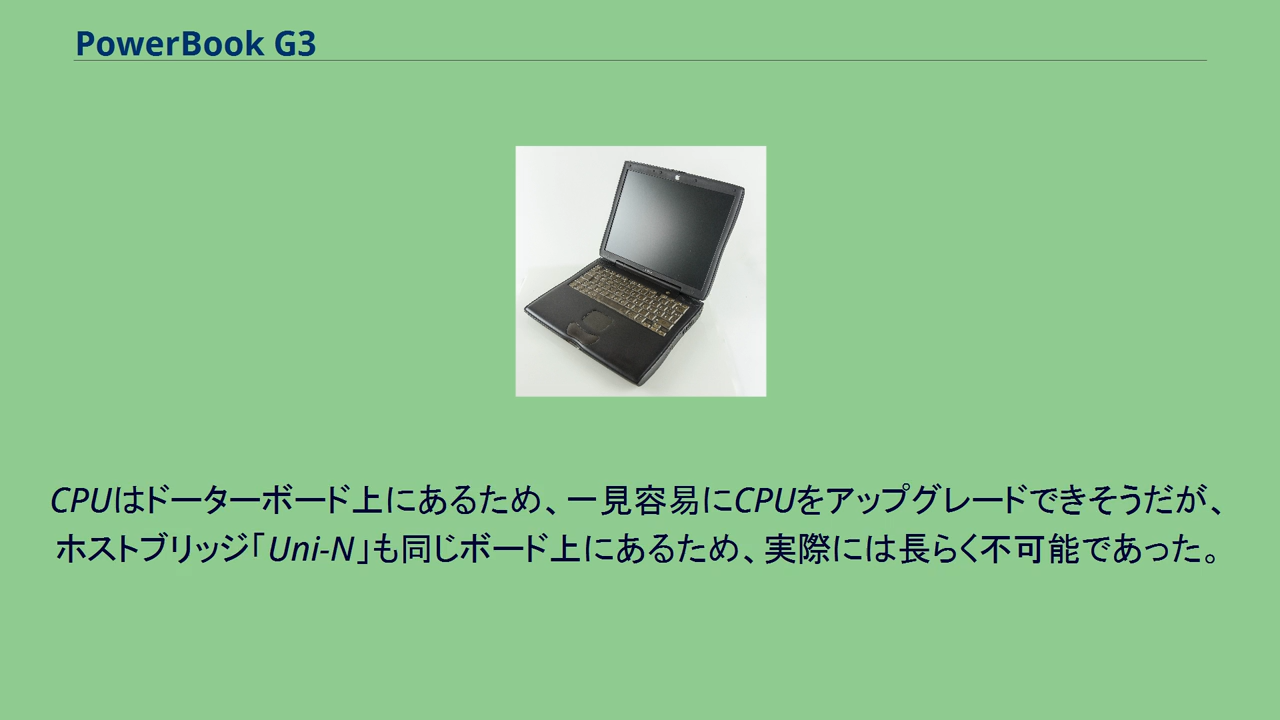 PowerBook G3
CPUはドーターボード上にあるため、一見容易にCPUをアップグレードできそうだが、
ホストブリッジ「Uni-N」も同じボード上にあるため、実際には長らく不可能であった。